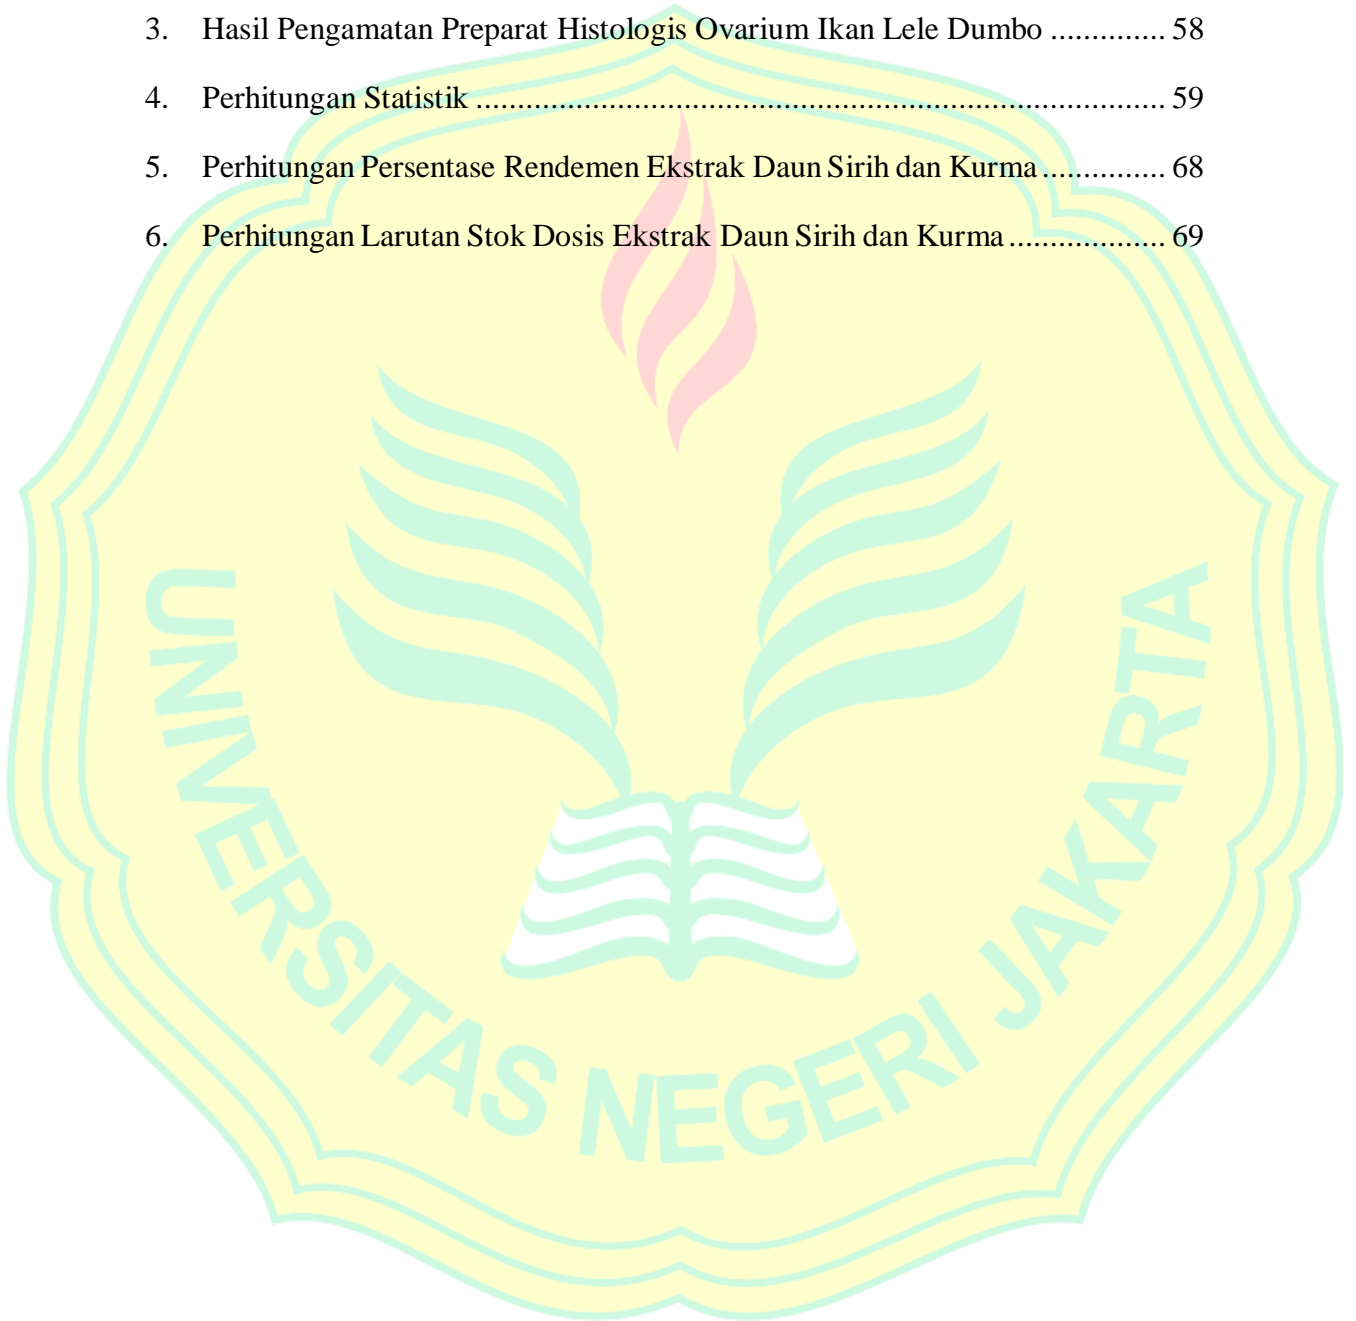 3. Hasil Pengamatan Preparat Histologis Ovarium Ikan Lele Dumbo .............. 58
4. Perhitungan Statistik ...................................................................................... 59
5. Perhitungan Persentase Rendemen Ekstrak Daun Sirih dan Kurma ............... 68
6. Perhitungan Larutan Stok Dosis Ekstrak Daun Sirih dan Kurma ................... 69
UNIVERSITAS NEGERI JAKARTA